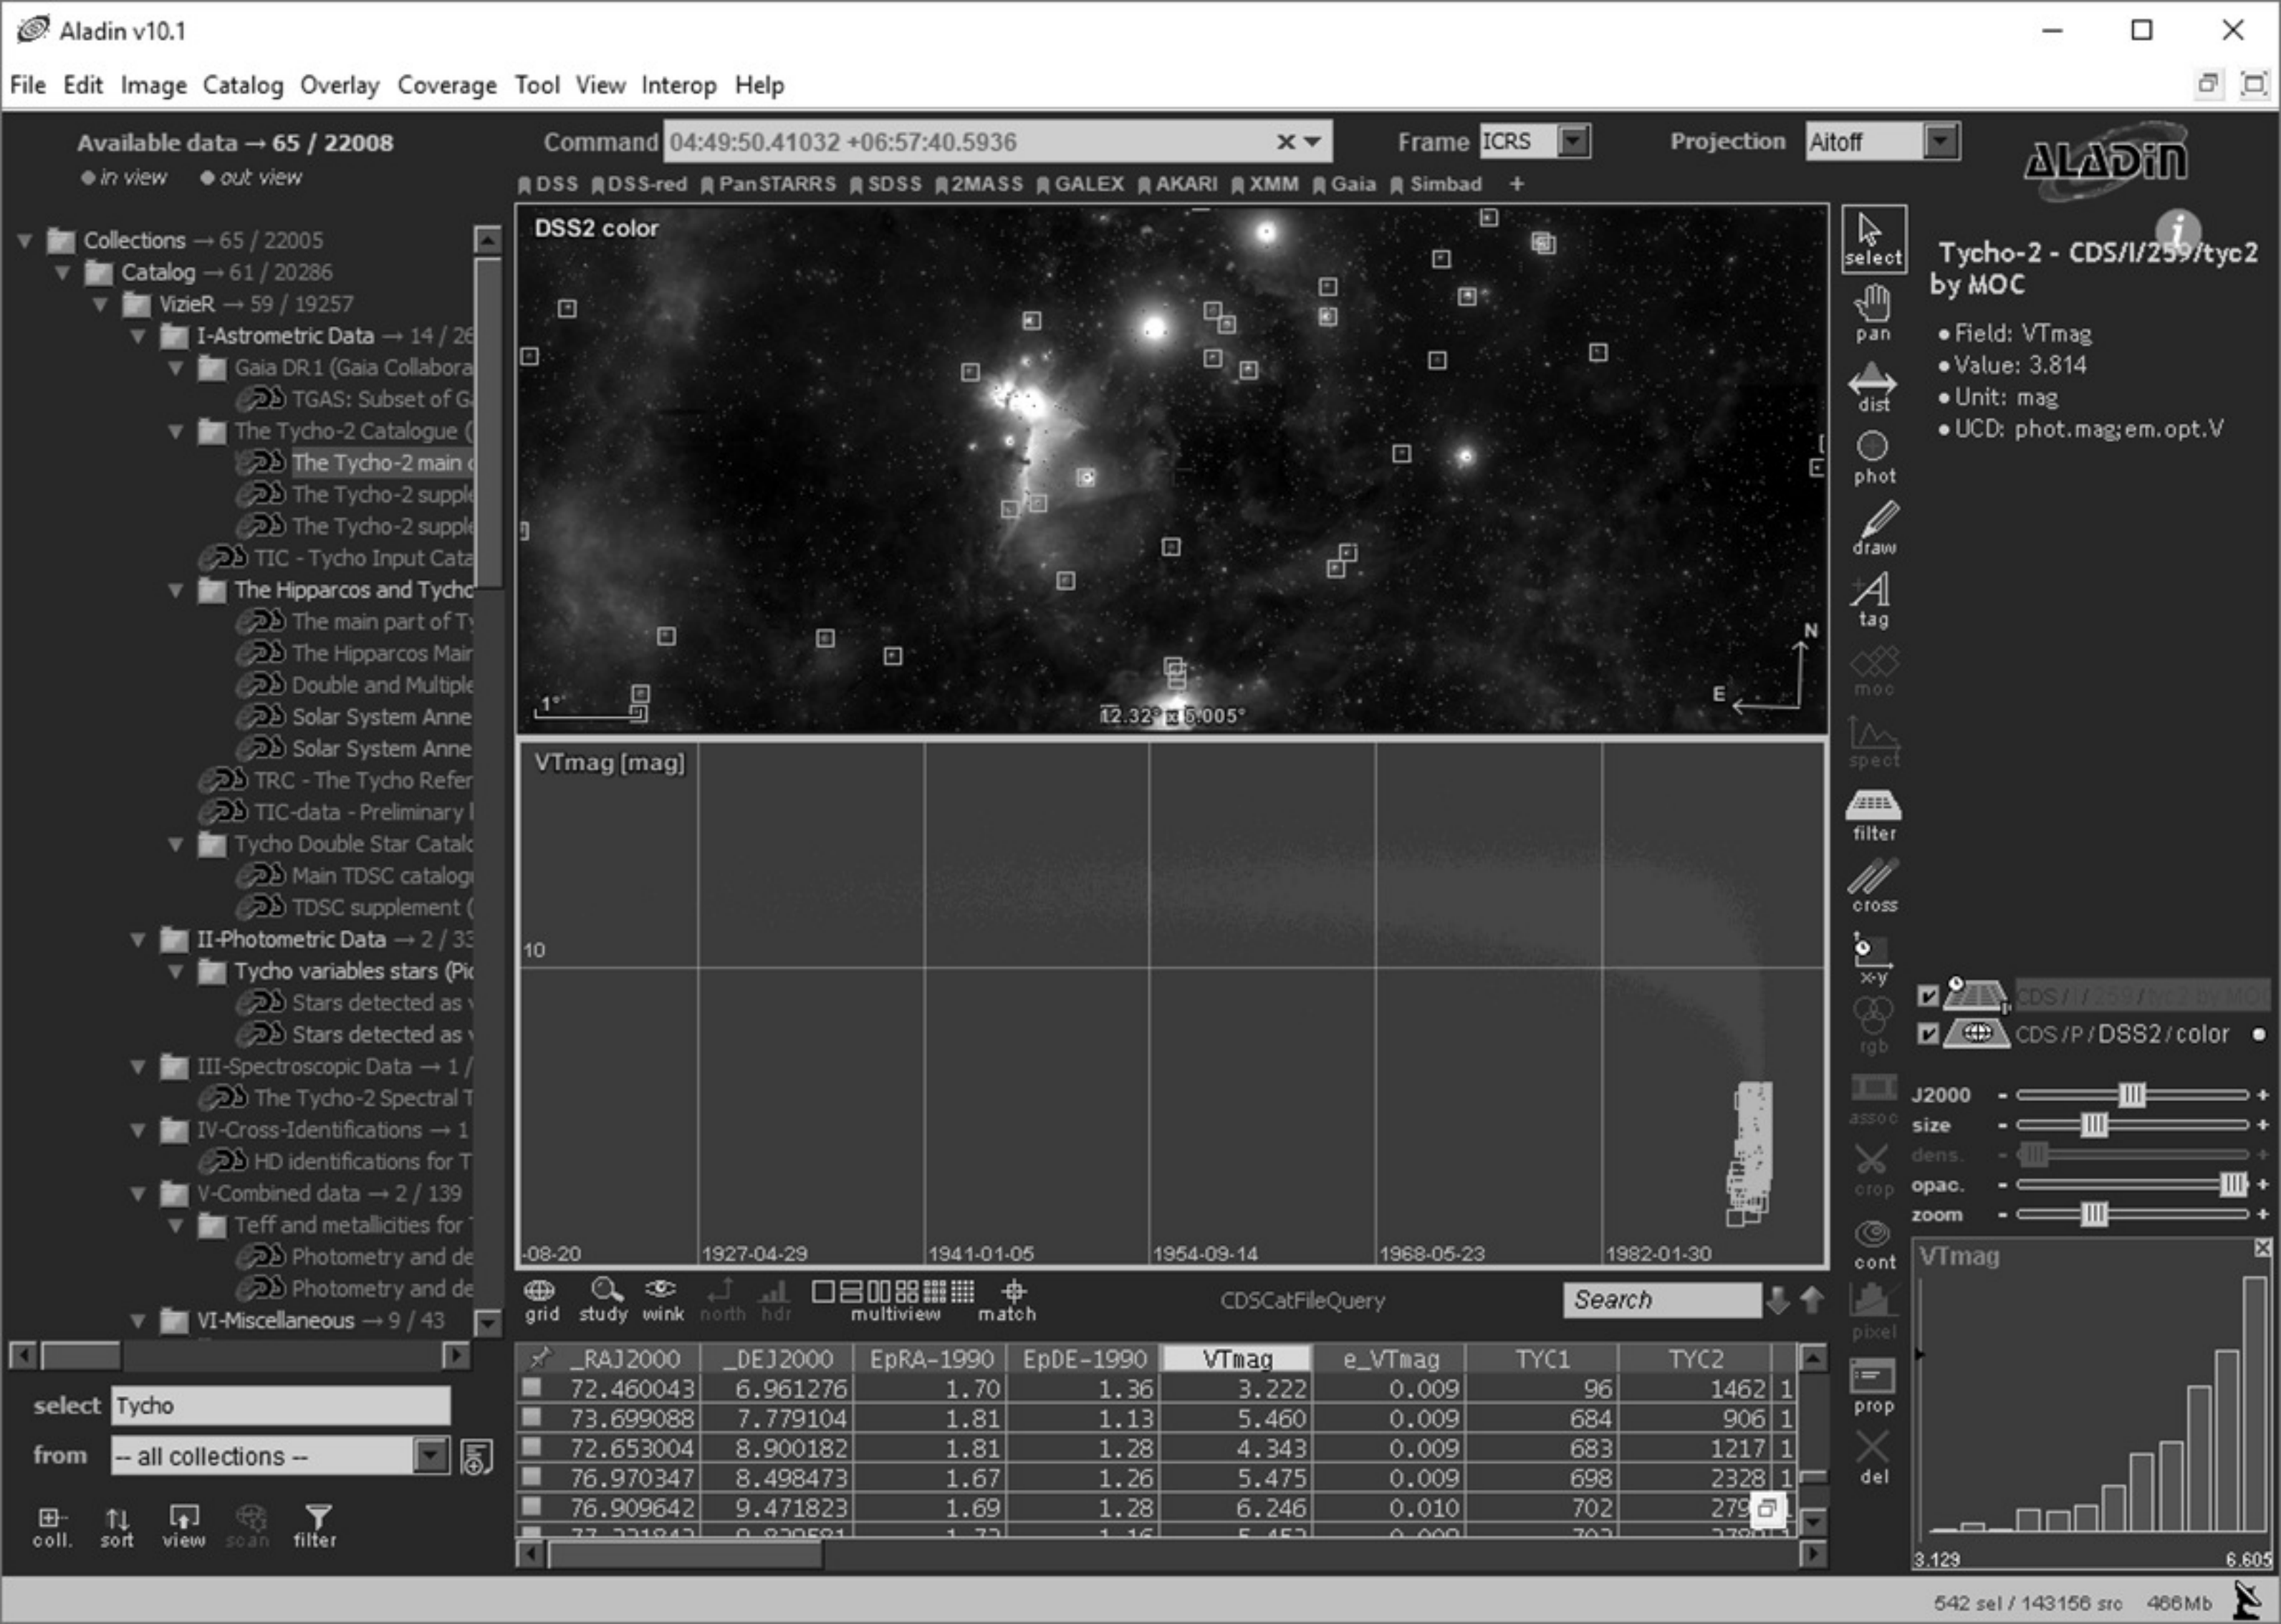 Aladin v10.1
File Edit Image Catalog Overlay Coverage Tool View Interop Help
Available data → 65 / 22008
in view out view
Command 04:49:50.41032 +06:57:40.5936
Frame ICRS
Projection Aitoff
ALADIN
DSS DSS-red PanSTARRS SDSS 2MASS GALEX AKARI XMM Gaia Simbad +
Collections → 65 / 22005
Catalog → 61 / 20286
VizieR → 59 / 19257
I-Astrometric Data → 14 / 26
Gaia DR1 (Gaia Collabora
TGAS: Subset of G
The Tycho-2 Catalogue (
The Tycho-2 main
The Tycho-2 supple
The Tycho-2 supple
TIC - Tycho Input Cata
The Hipparcos and Tycho
The main part of T
The Hipparcos Main
Double and Multiple
Solar System Anne
Solar System Anne
TRC - The Tycho Refer
TIC-data - Preliminary
Tycho Double Star Catalo
Main TDSC catalog
TDSC supplement (
II-Photometric Data → 2 / 33
Tycho variables stars (Pic
Stars detected as v
Stars detected as v
III-Spectroscopic Data → 1 /
The Tycho-2 Spectral T
IV-Cross-Identifications → 1
HD identifications for T
V-Combined data → 2 / 139
Teff and metallicities for
Photometry and de
Photometry and de
VI-Miscellaneous → 9 / 43
select Tycho
from -- all collections --
coll. sort view scan filter
DSS2 color
N
E
1°
12.32° x 5.005°
VTmag [mag]
10
-08-20 1927-04-29 1941-01-05 1954-09-14 1968-05-23 1982-01-30
grid study wink north hdr multiview match
CDSCatFileQuery
Search
_RAJ2000 _DEJ2000 EpRA-1990 EpDE-1990 VTmag e_VTmag TYC1 TYC2
72.460043 6.961276 1.70 1.36 3.222 0.009 96 1462 1
73.699088 7.779104 1.81 1.13 5.460 0.009 684 906 1
72.653004 8.900182 1.81 1.28 4.343 0.009 683 1217 1
76.970347 8.498473 1.67 1.26 5.475 0.009 698 2328 1
76.909642 9.471823 1.69 1.28 6.246 0.010 702 279
select
pan
dist
phot
draw
tag
moc
spect
filter
cross
x-y
rgb
assoc
crop
cont
pixel
prop
del
Tycho-2 - CDS/I/259/tyc2
by MOC
Field: VTmag
Value: 3.814
Unit: mag
UCD: phot.mag;em.opt.V
CDS/I/259/tyc2 by MOC
CDS/P/DSS2/color
J2000 - +
size - +
dens. - +
opac. - +
zoom - +
VTmag
3.129 6.605
542 sel / 143156 src 466Mb